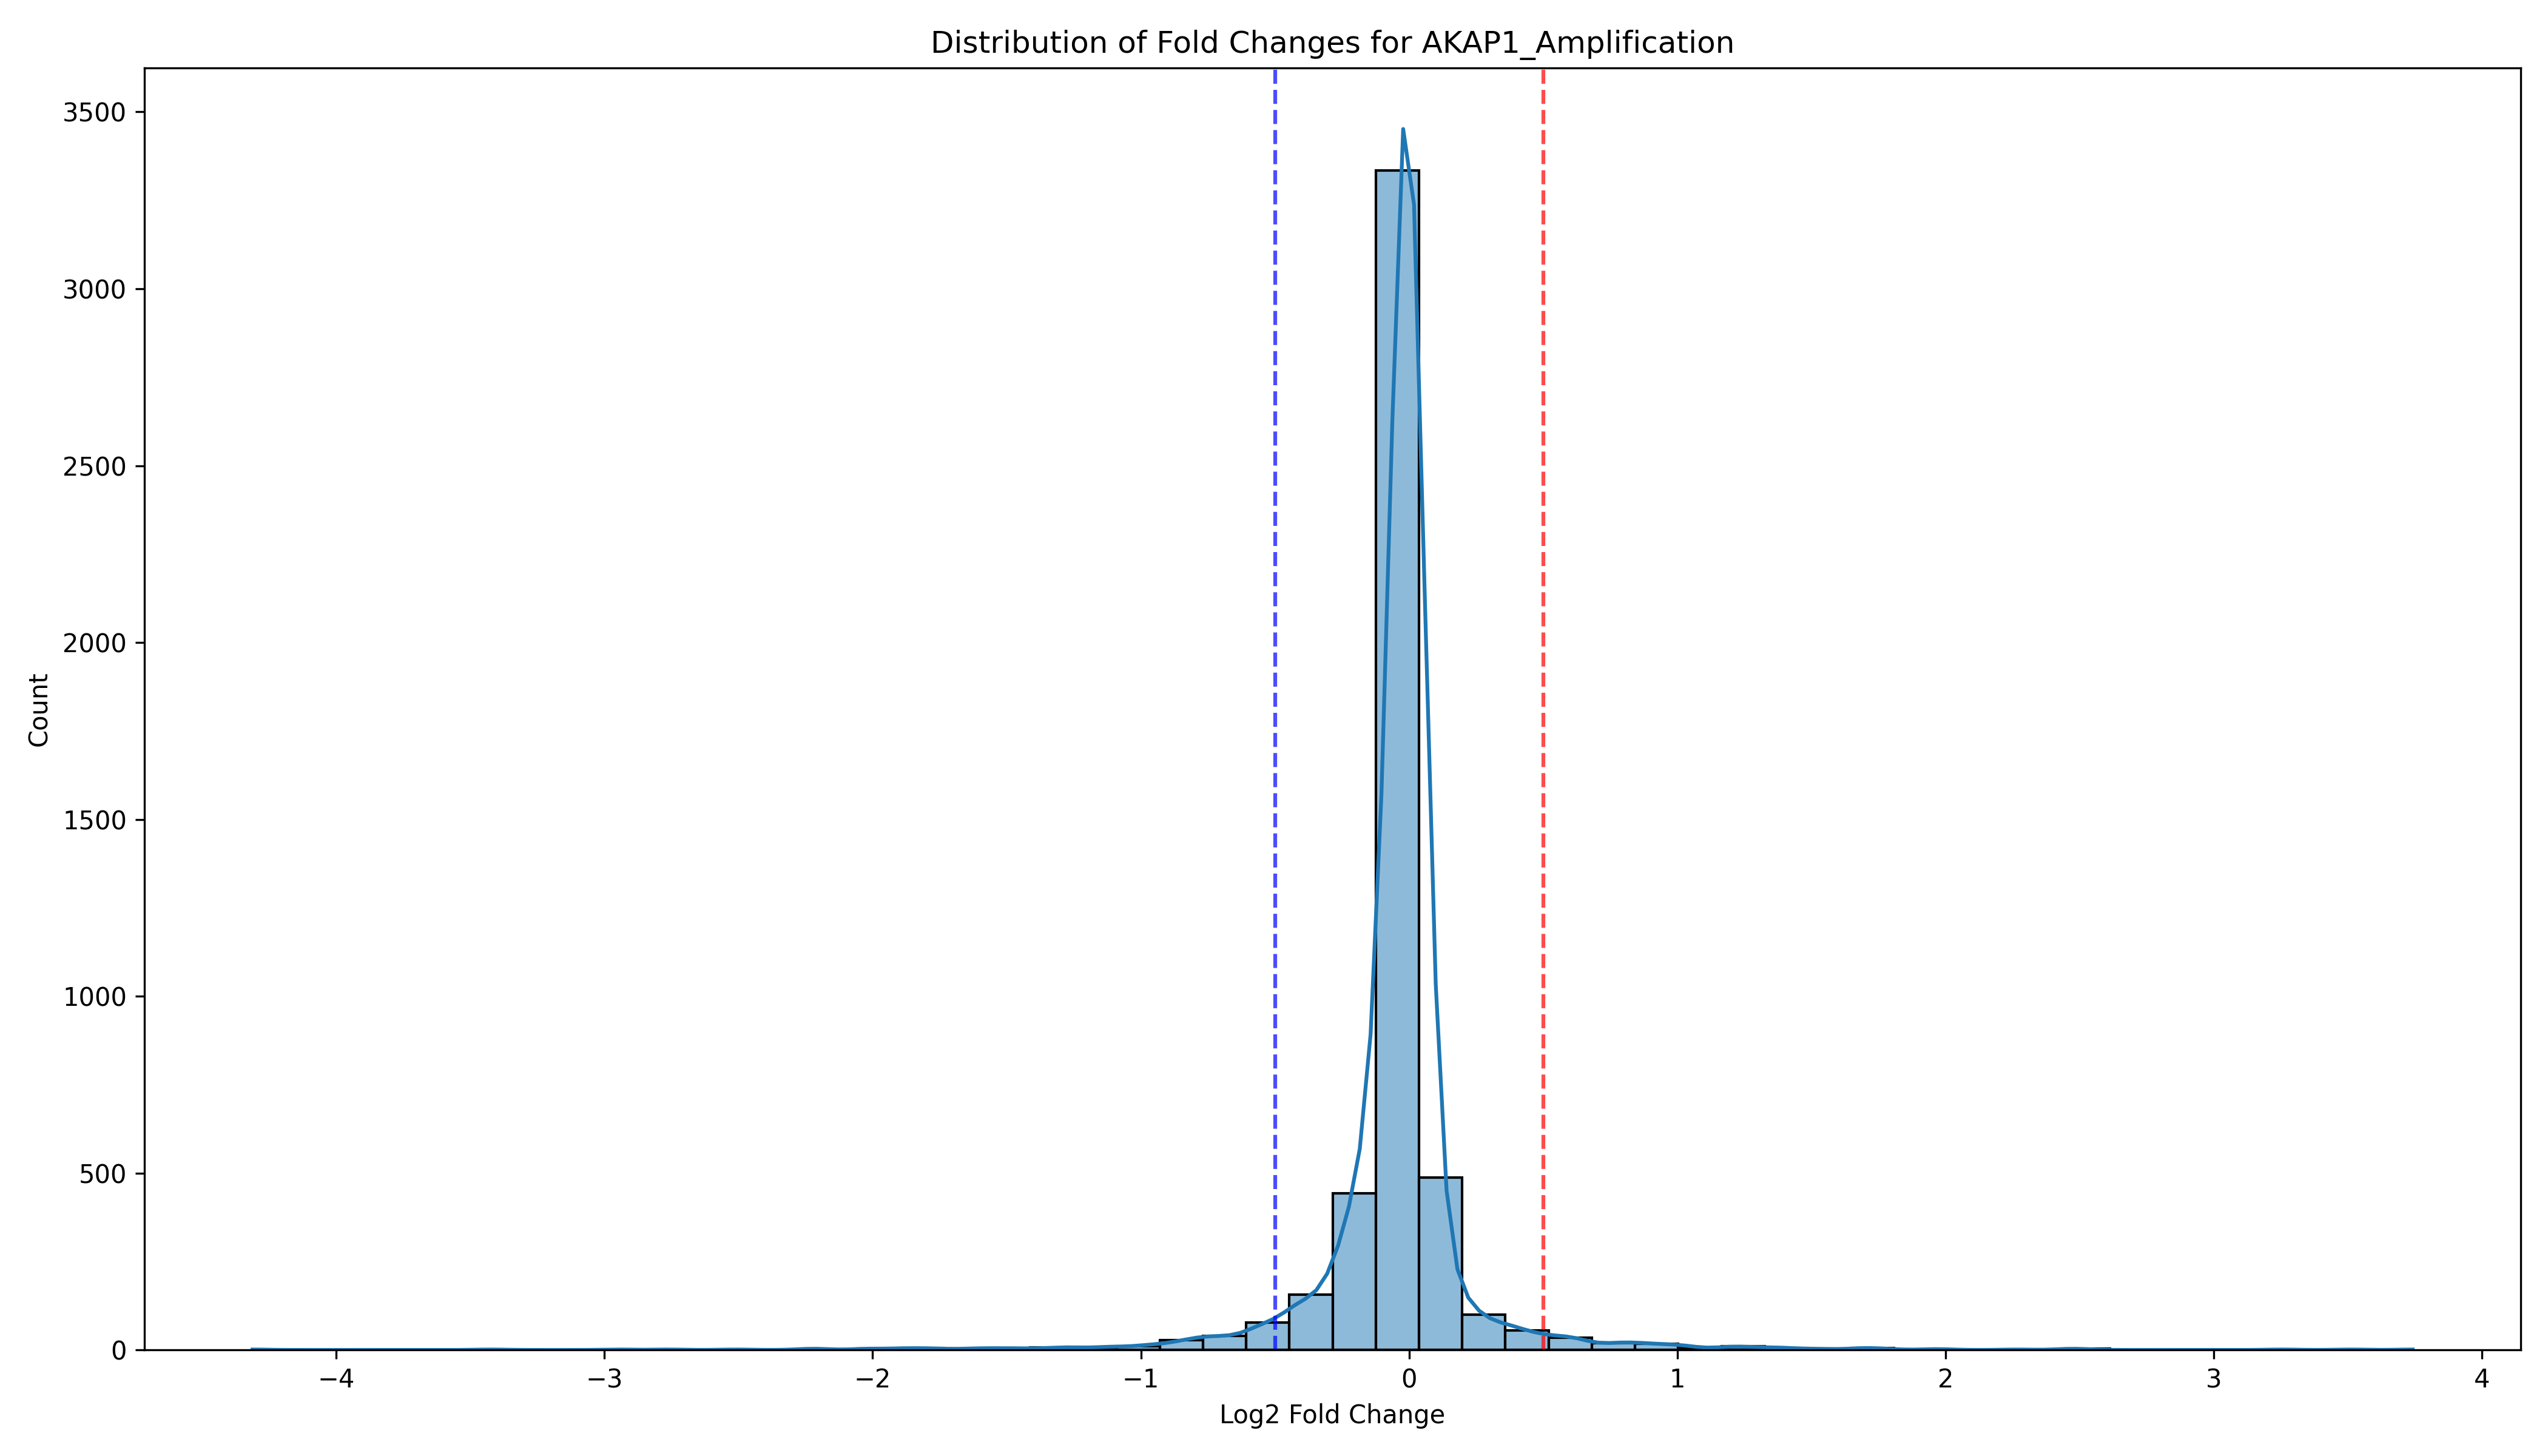 Distribution of Fold Changes for AKAP1_Amplification
3500
3000
2500
2000
1500
1000
500
0
Count
−4 −3 −2 −1 0 1 2 3 4
Log2 Fold Change